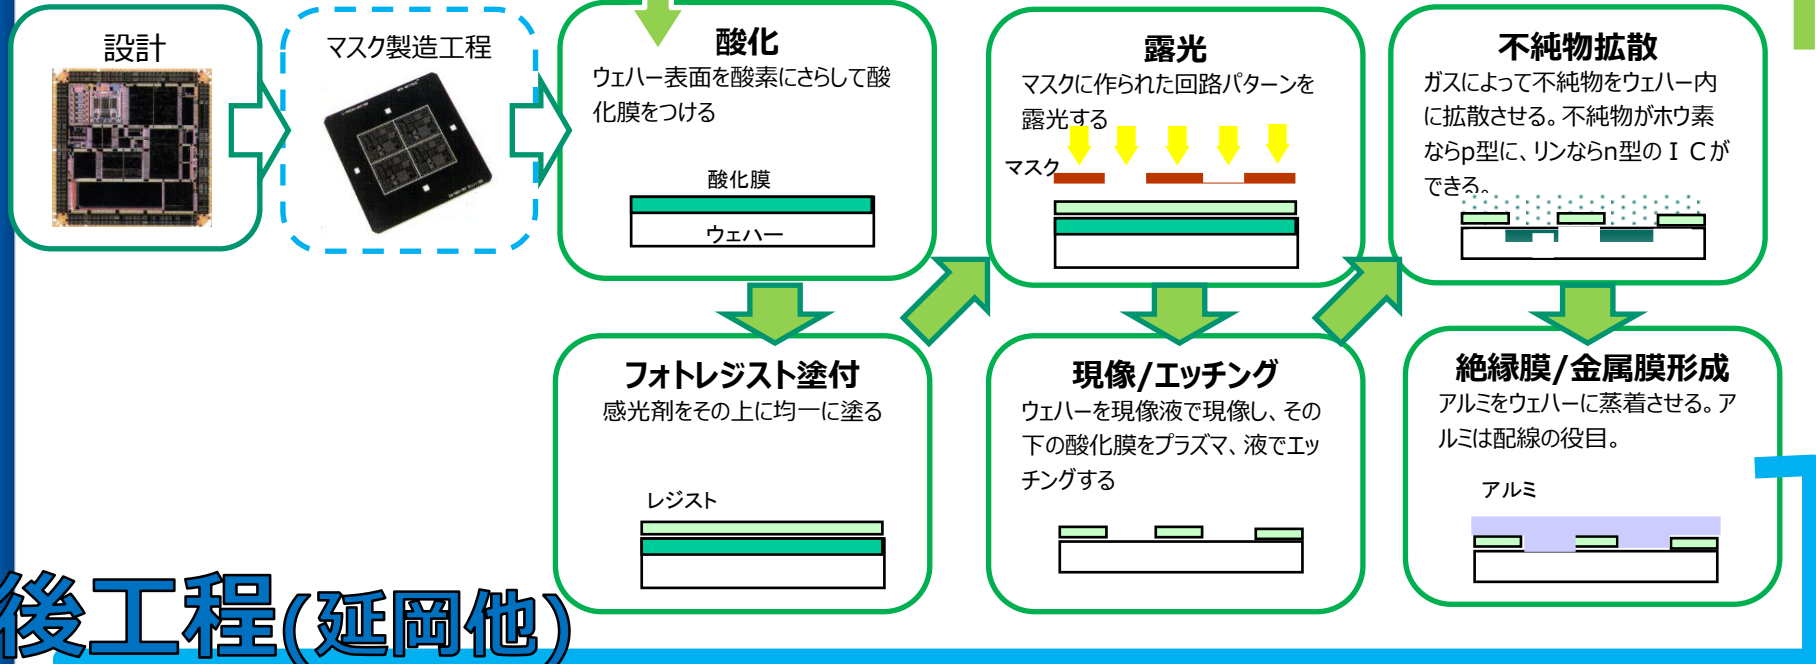 設計
マスク製造工程
酸化
ウェハー表面を酸素にさらして酸
化膜をつける
酸化膜
ウェハー
フォトレジスト塗付
感光剤をその上に均一に塗る
レジスト
露光
マスクに作られた回路パターンを
露光する
マスク
現像/エッチング
ウェハーを現像液で現像し、その
下の酸化膜をプラズマ、液でエッ
チングする
不純物拡散
ガスによって不純物をウェハー内
に拡散させる。不純物がホウ素
ならp型に、リンならn型のＩＣが
できる。
絶縁膜/金属膜形成
アルミをウェハーに蒸着させる。ア
ルミは配線の役目。
アルミ
後工程(延岡他)